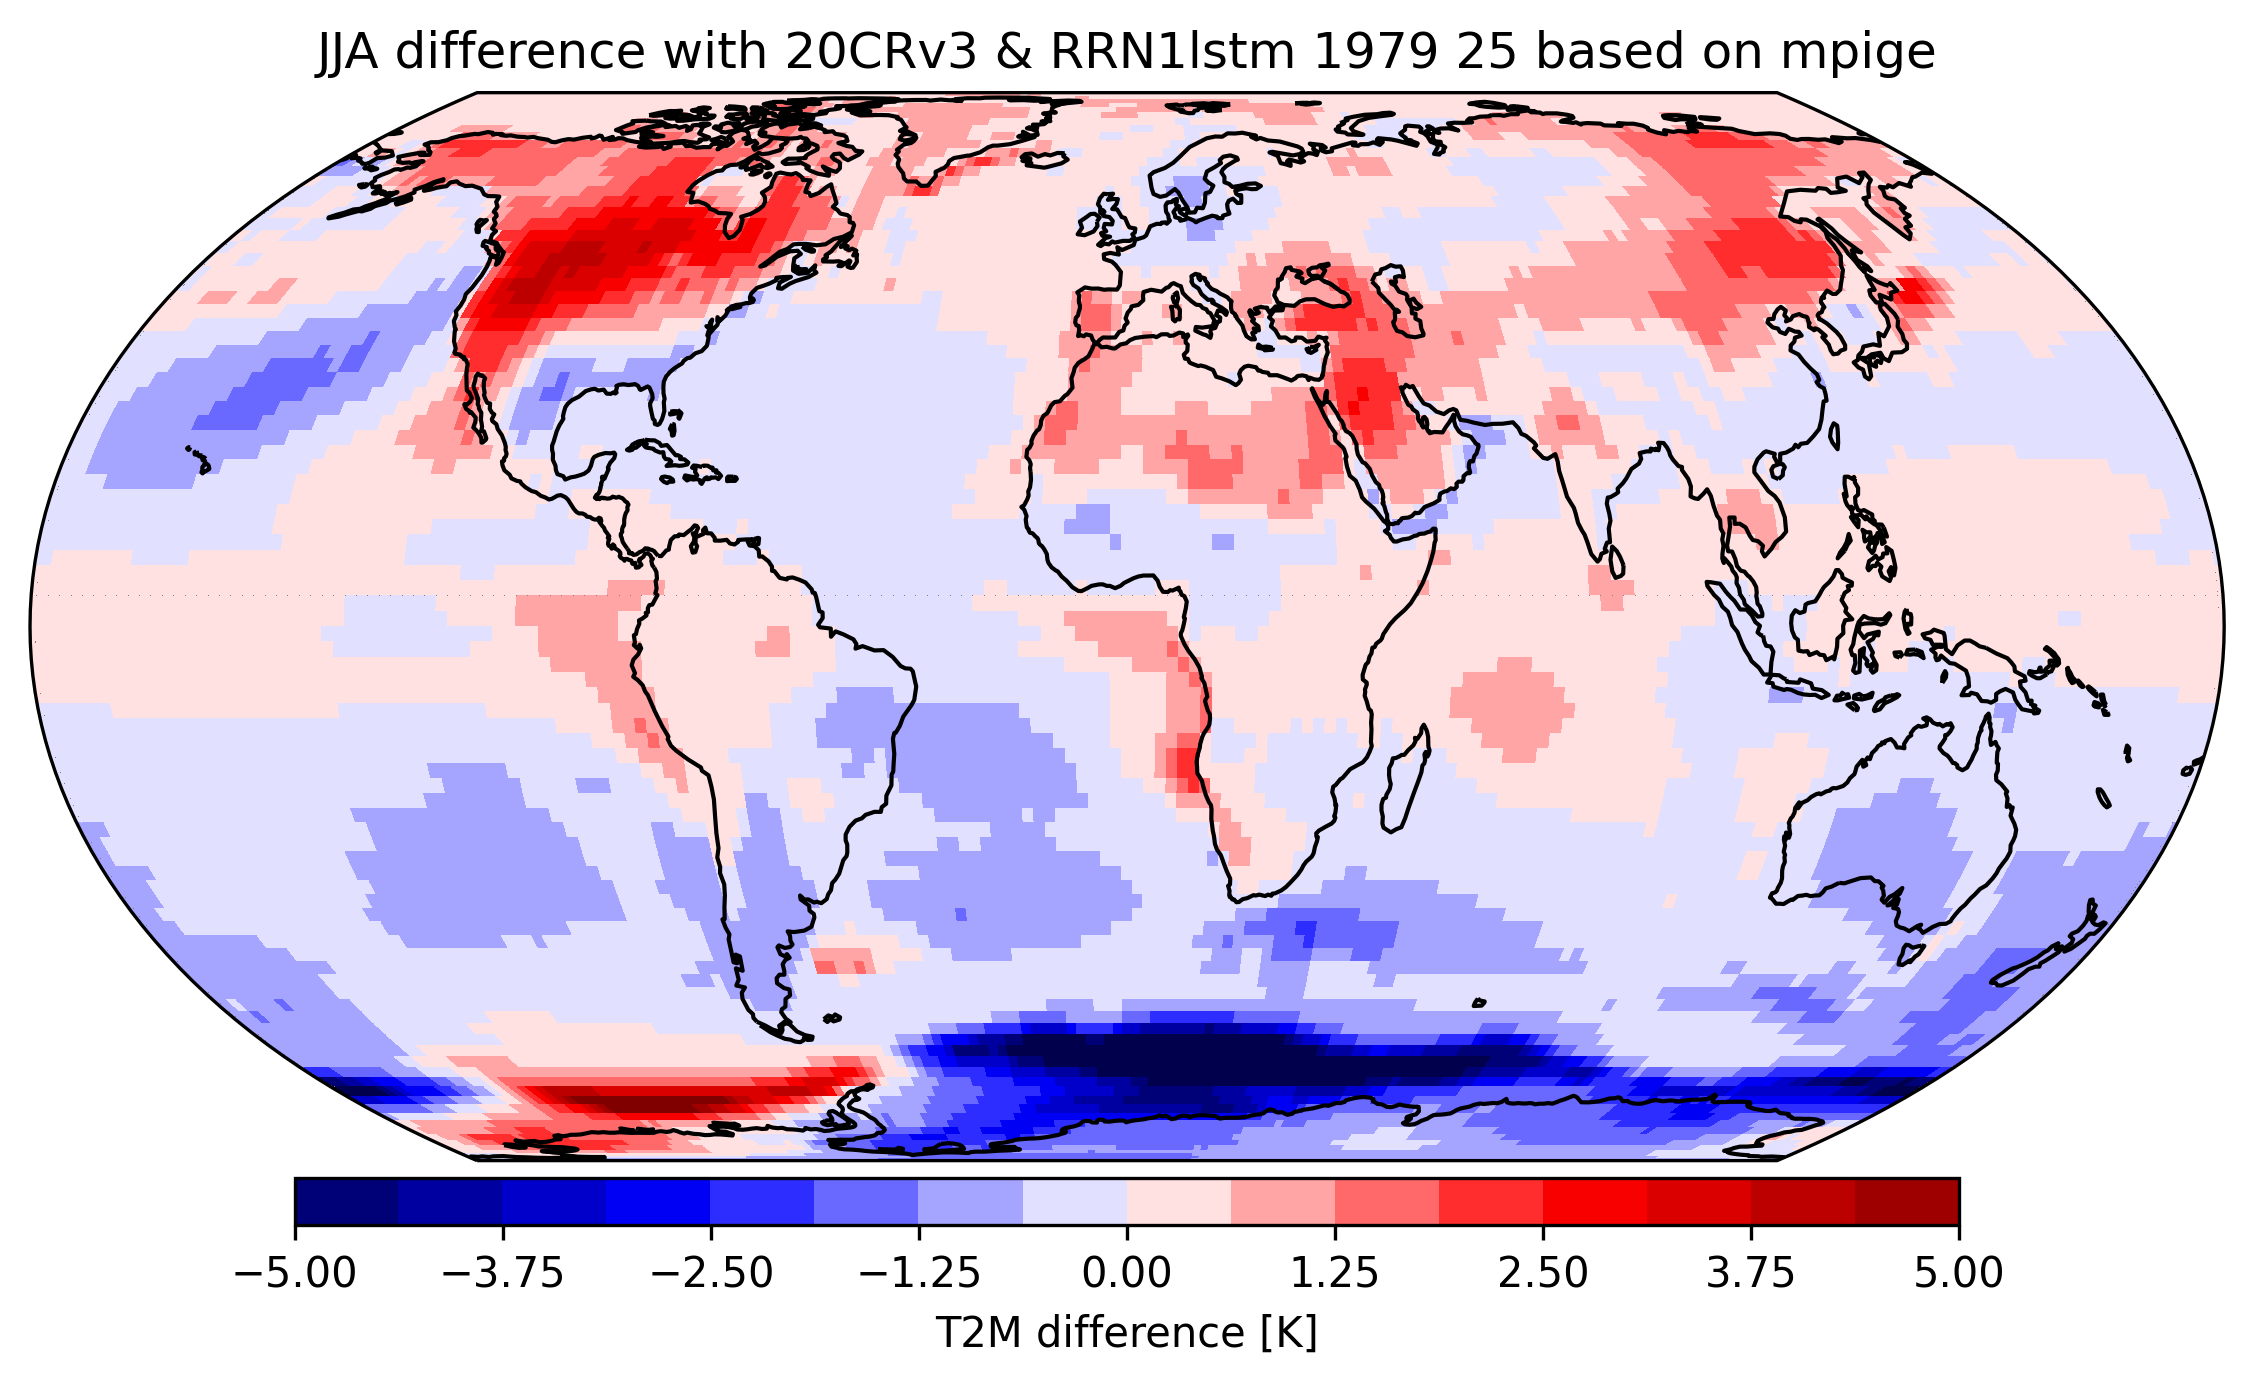 JJA difference with 20CRv3 & RRN1lstm 1979 25 based on mpige
−5.00 −3.75 −2.50 −1.25 0.00 1.25 2.50 3.75 5.00
T2M difference [K]